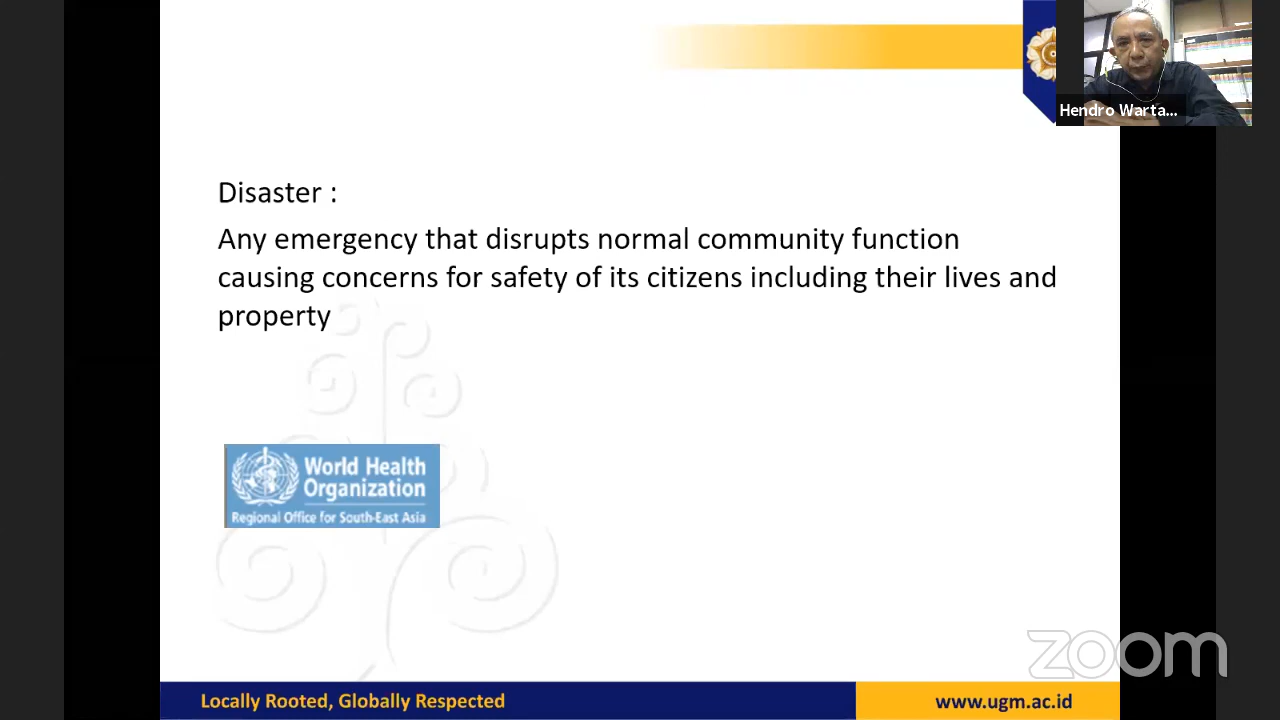 Hendro Warta...
Disaster :
Any emergency that disrupts normal community function
causing concerns for safety of its citizens including their lives and
property
World Health
Organization
Regional Office for South-East Asia
zoom
Locally Rooted, Globally Respected
www.ugm.ac.id